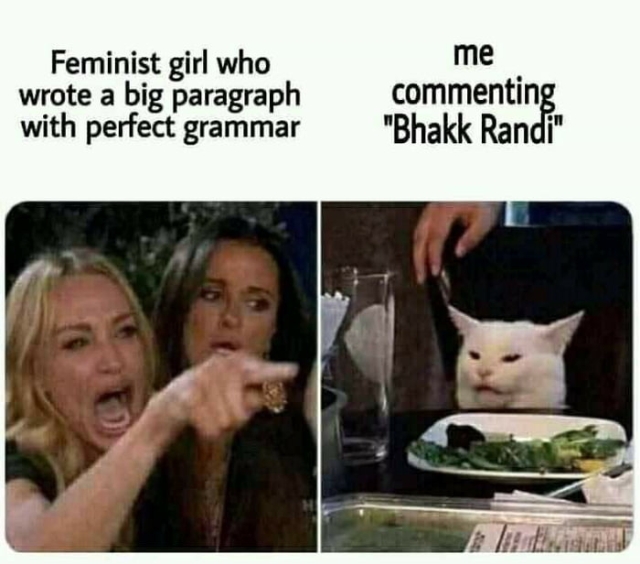 Feminist girl who
wrote a big paragraph
with perfect grammar
me
commenting
"Bhakk Randi"